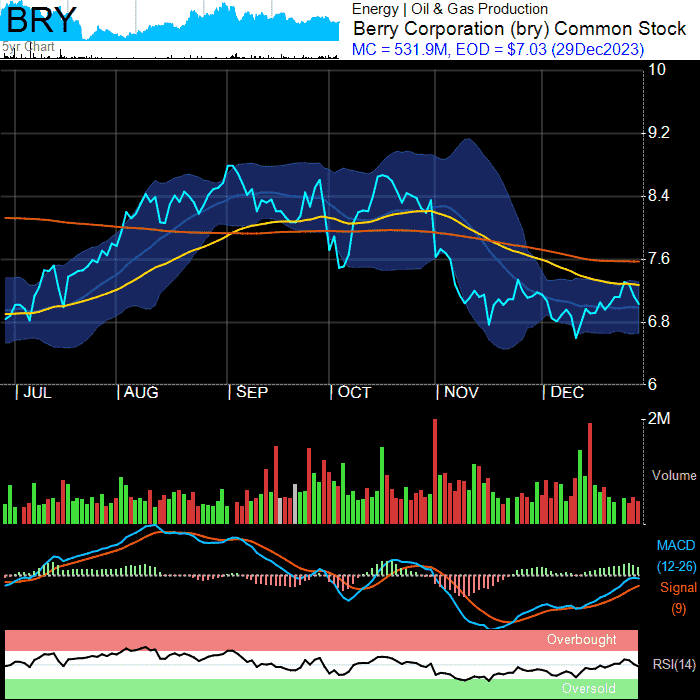 BRY
5yr Chart
Energy | Oil & Gas Production
Berry Corporation (bry) Common Stock
MC = 531.9M, EOD = $7.03 (29Dec2023)
10
9.2
8.4
7.6
6.8
6
JUL AUG SEP OCT NOV DEC
2M
Volume
MACD
(12-26)
Signal
(9)
Overbought
RSI(14)
Oversold